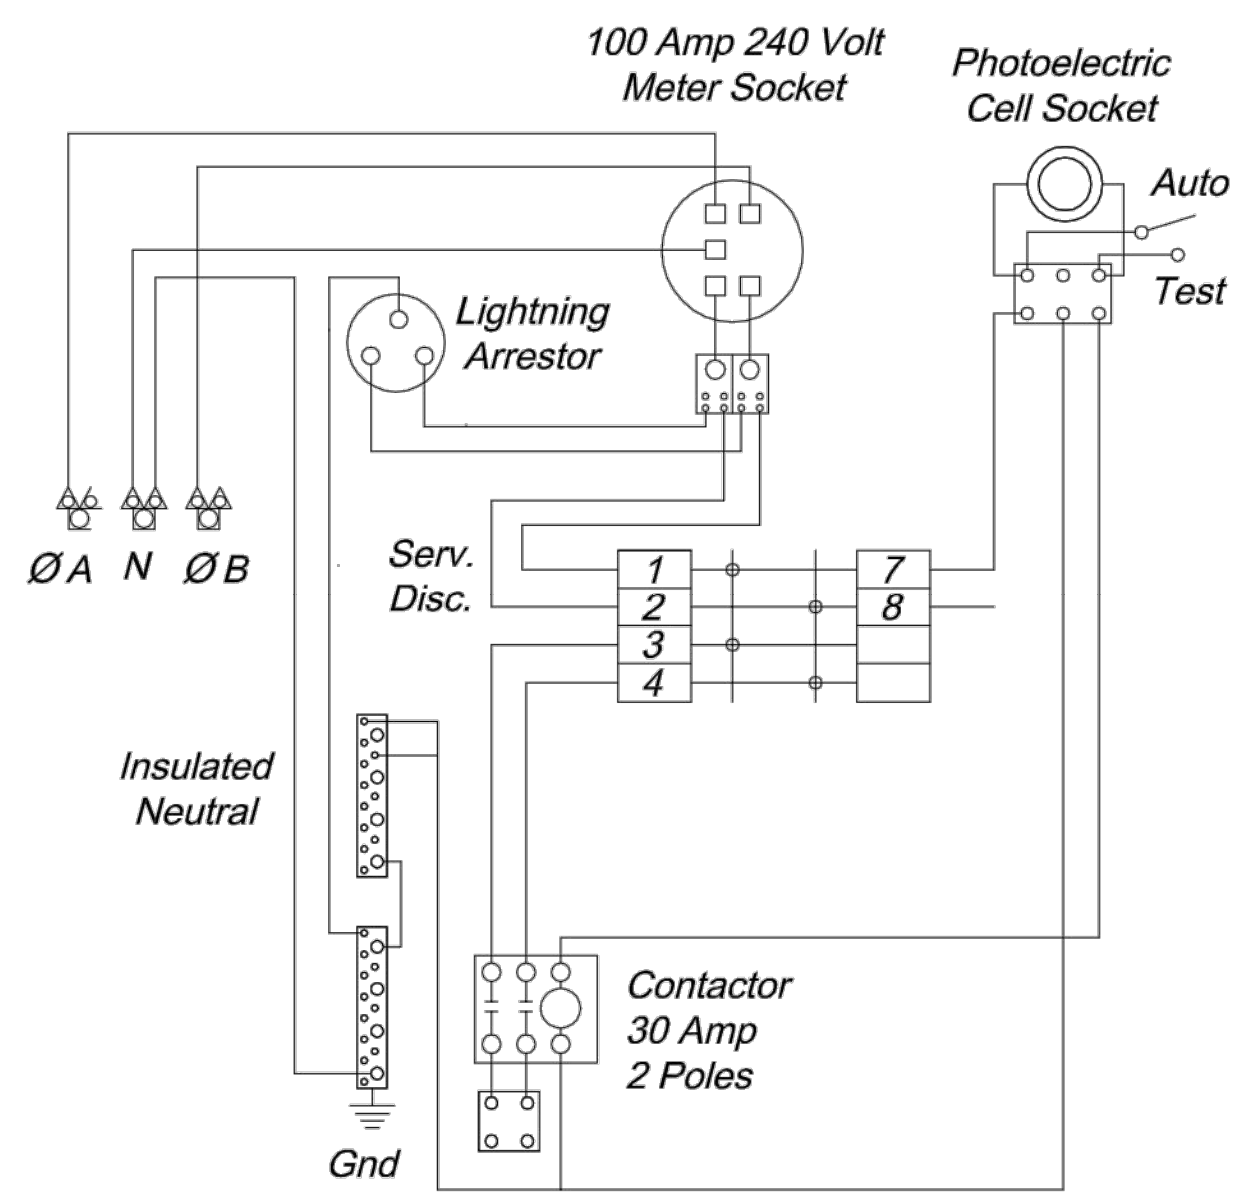 100 Amp 240 Volt
Meter Socket
Photoelectric
Cell Socket
Auto
Test
Lightning
Arrestor
ØA N ØB
Serv.
Disc.
1
2
3
4
7
8
Insulated
Neutral
Contactor
30 Amp
2 Poles
Gnd